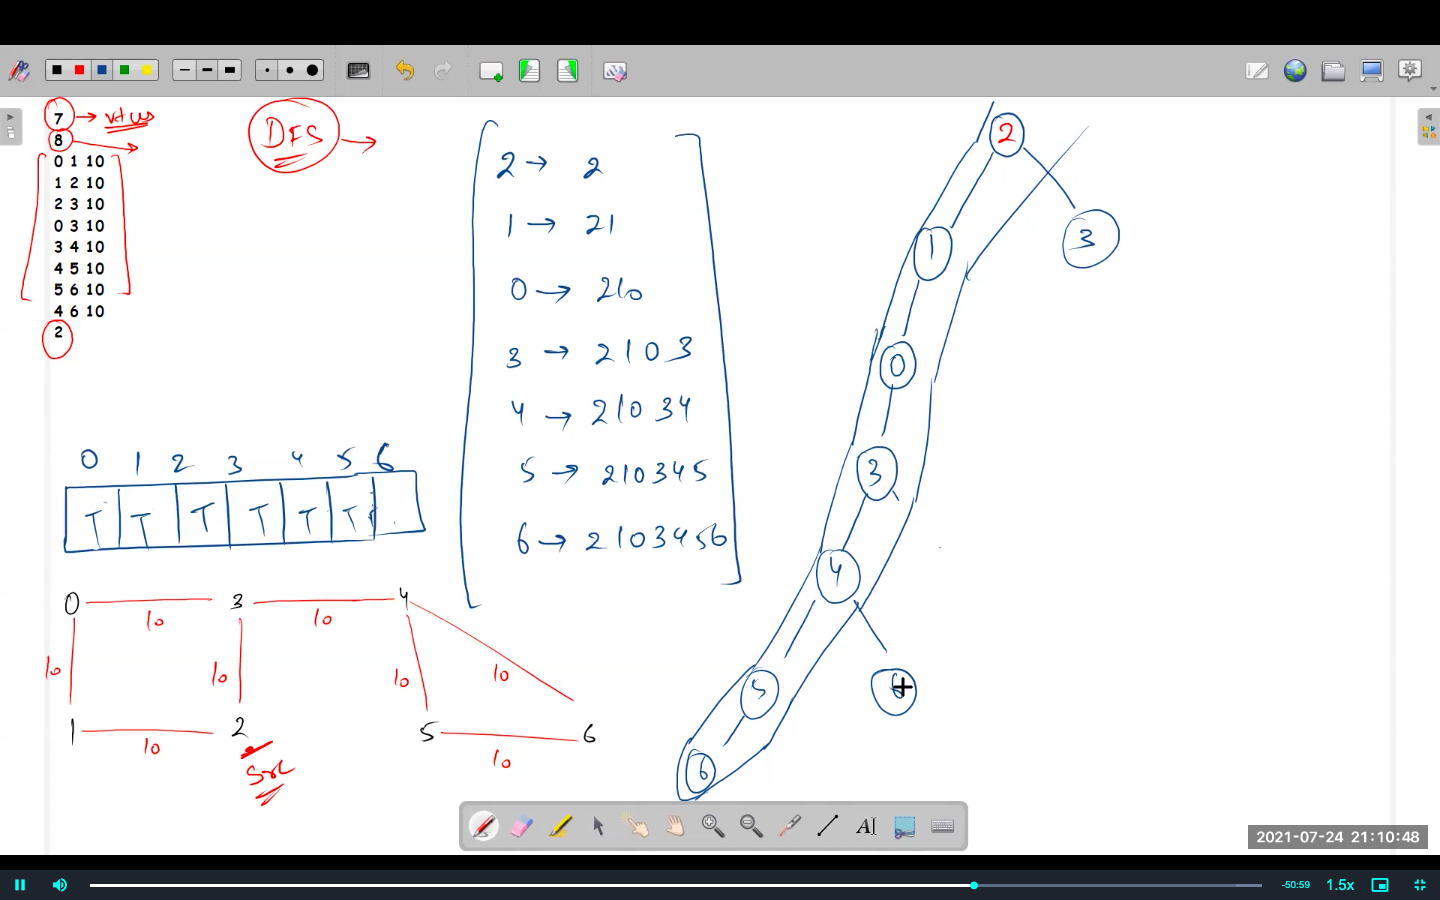 7 → vtces
8
0 1 10
1 2 10
2 3 10
0 3 10
3 4 10
4 5 10
5 6 10
4 6 10
2
DFS →
2 → 2
1 → 21
0 → 210
3 → 2103
4 → 21034
5 → 210345
6 → 2103456
0 1 2 3 4 5 6
T T T T T T
0 10 3 10 4
10 10 10 10
1 10 2 5 10 6
Src
2
1 3
0
3
4
5 6
6
AI
2021-07-24 21:10:48
-50:59 1.5x